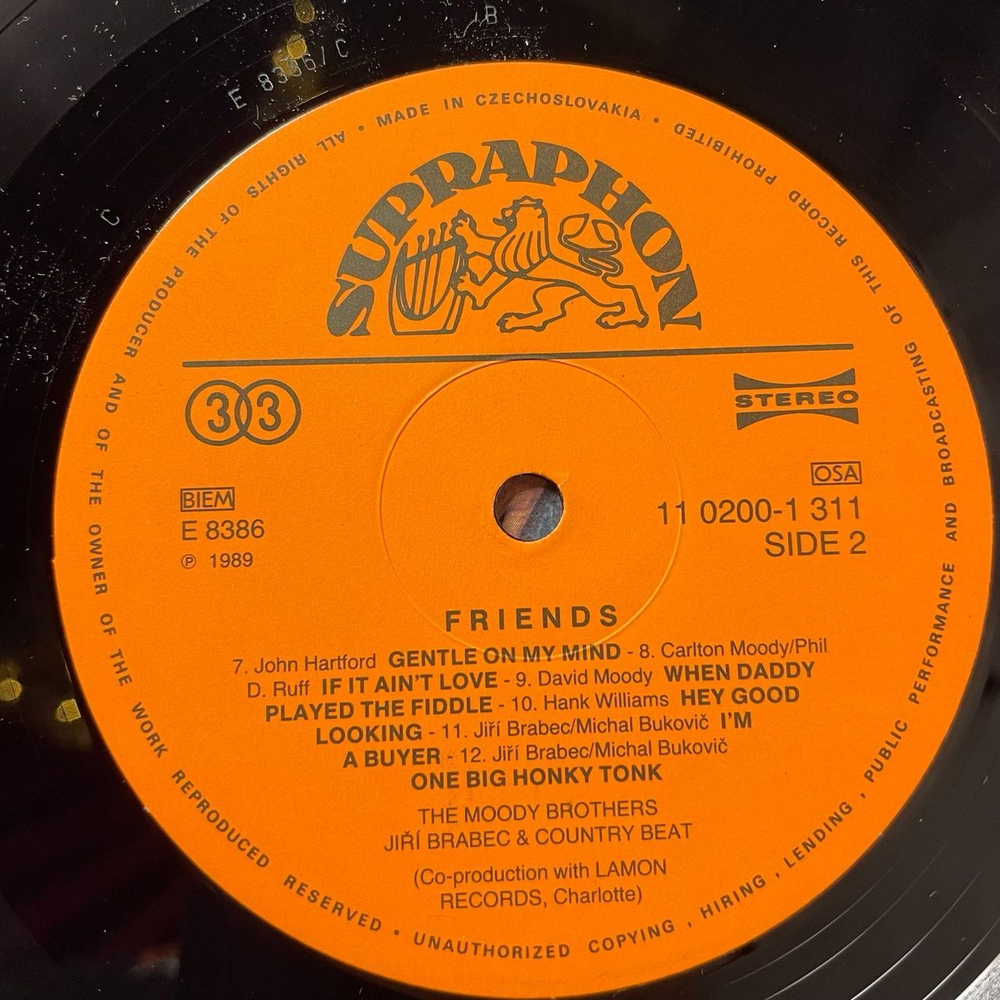 E 8386/C
B
C
MADE IN CZECHOSLOVAKIA • ALL RIGHTS OF THE PRODUCER AND OF THE OWNER OF THE WORK REPRODUCED RESERVED • UNAUTHORIZED COPYING , HIRING , LENDING , PUBLIC PERFORMANCE AND BROADCASTING OF THIS RECORD PROHIBITED •
SUPRAPHON
33
STEREO
BIEM
E 8386
℗ 1989
OSA
11 0200-1 311
SIDE 2
FRIENDS
7. John Hartford GENTLE ON MY MIND - 8. Carlton Moody/Phil
D. Ruff IF IT AIN'T LOVE - 9. David Moody WHEN DADDY
PLAYED THE FIDDLE - 10. Hank Williams HEY GOOD
LOOKING - 11. Jiří Brabec/Michal Bukovič I'M
A BUYER - 12. Jiří Brabec/Michal Bukovič
ONE BIG HONKY TONK
THE MOODY BROTHERS
JIŘÍ BRABEC & COUNTRY BEAT
(Co-production with LAMON
RECORDS, Charlotte)